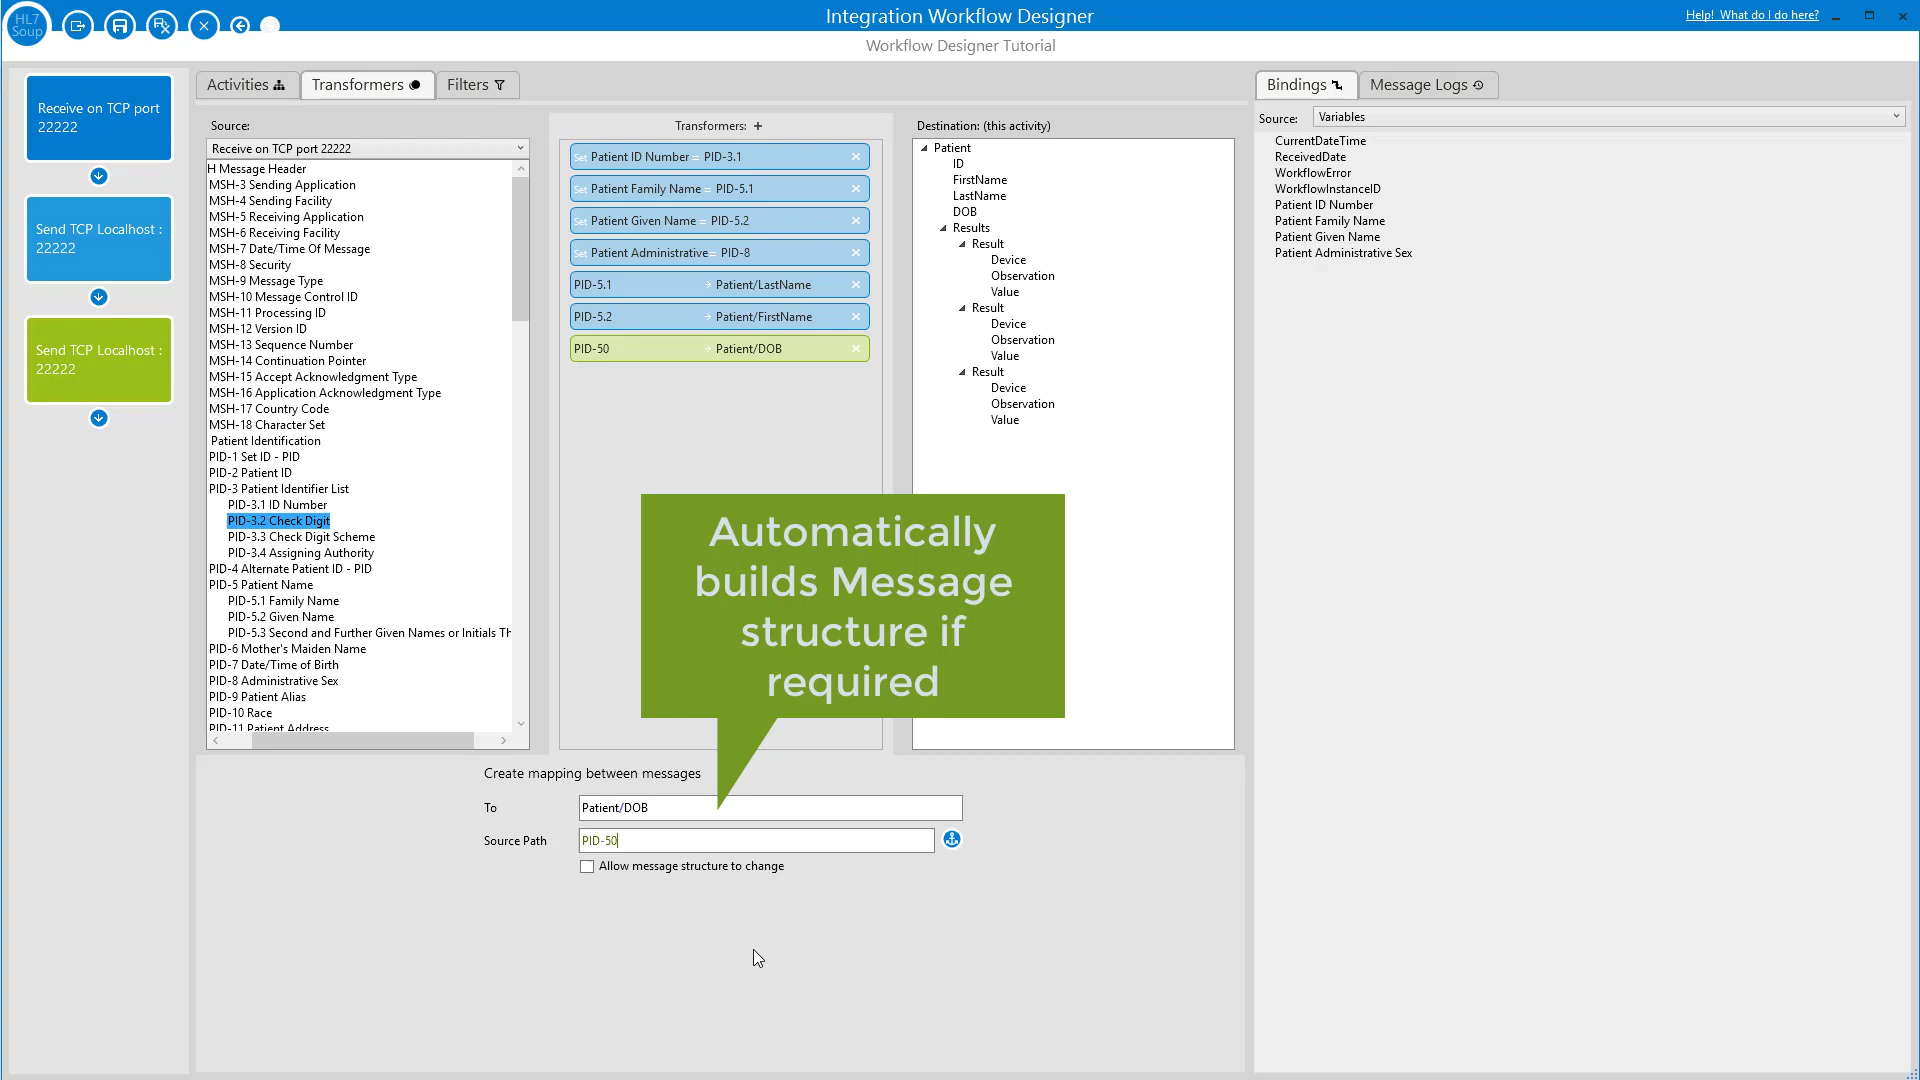 HL7
Soup
Integration Workflow Designer
Help! What do I do here?
Workflow Designer Tutorial
Receive on TCP port
22222
Send TCP Localhost :
22222
Send TCP Localhost :
22222
Activities
Transformers
Filters
Source:
Receive on TCP port 22222
H Message Header
MSH-3 Sending Application
MSH-4 Sending Facility
MSH-5 Receiving Application
MSH-6 Receiving Facility
MSH-7 Date/Time Of Message
MSH-8 Security
MSH-9 Message Type
MSH-10 Message Control ID
MSH-11 Processing ID
MSH-12 Version ID
MSH-13 Sequence Number
MSH-14 Continuation Pointer
MSH-15 Accept Acknowledgment Type
MSH-16 Application Acknowledgment Type
MSH-17 Country Code
MSH-18 Character Set
Patient Identification
PID-1 Set ID - PID
PID-2 Patient ID
PID-3 Patient Identifier List
PID-3.1 ID Number
PID-3.2 Check Digit
PID-3.3 Check Digit Scheme
PID-3.4 Assigning Authority
PID-4 Alternate Patient ID - PID
PID-5 Patient Name
PID-5.1 Family Name
PID-5.2 Given Name
PID-5.3 Second and Further Given Names or Initials Th
PID-6 Mother's Maiden Name
PID-7 Date/Time of Birth
PID-8 Administrative Sex
PID-9 Patient Alias
PID-10 Race
PID-11 Patient Address
Transformers: +
Set Patient ID Number = PID-3.1
Set Patient Family Name = PID-5.1
Set Patient Given Name = PID-5.2
Set Patient Administrative = PID-8
PID-5.1 → Patient/LastName
PID-5.2 → Patient/FirstName
PID-50 → Patient/DOB
Destination: (this activity)
Patient
ID
FirstName
LastName
DOB
Results
Result
Device
Observation
Value
Result
Device
Observation
Value
Result
Device
Observation
Value
Automatically
builds Message
structure if
required
Create mapping between messages
To
Patient/DOB
Source Path
PID-50
Allow message structure to change
Bindings
Message Logs
Source:
Variables
CurrentDateTime
ReceivedDate
WorkflowError
WorkflowInstanceID
Patient ID Number
Patient Family Name
Patient Given Name
Patient Administrative Sex